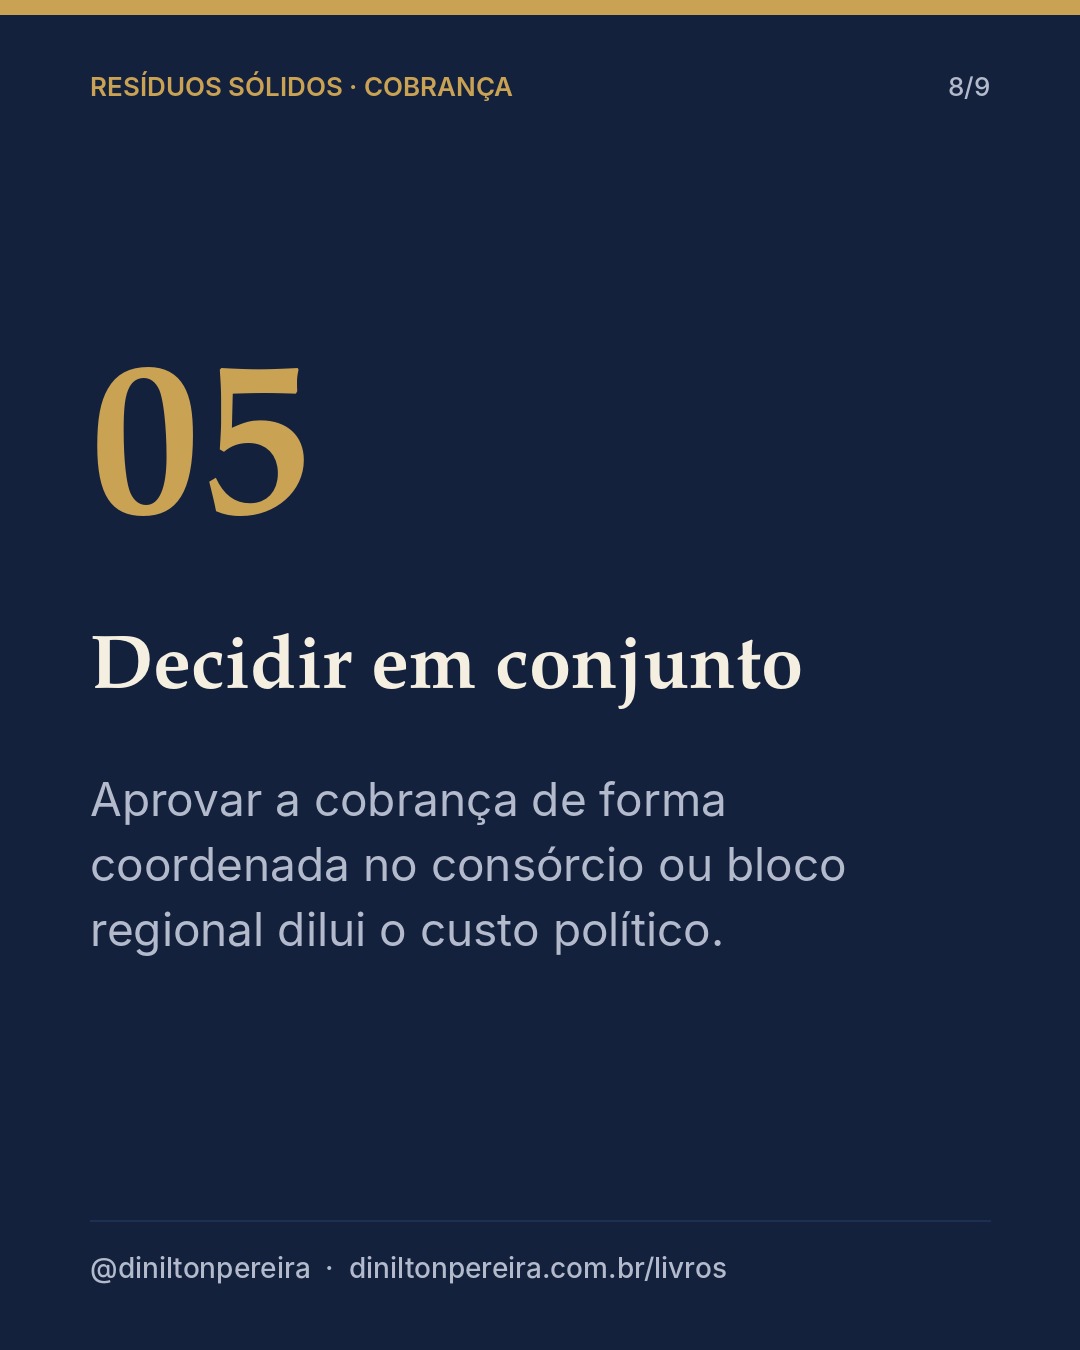 RESÍDUOS SÓLIDOS · COBRANÇA
8/9
05
Decidir em conjunto
Aprovar a cobrança de forma
coordenada no consórcio ou bloco
regional dilui o custo político.
@diniltonpereira · diniltonpereira.com.br/livros